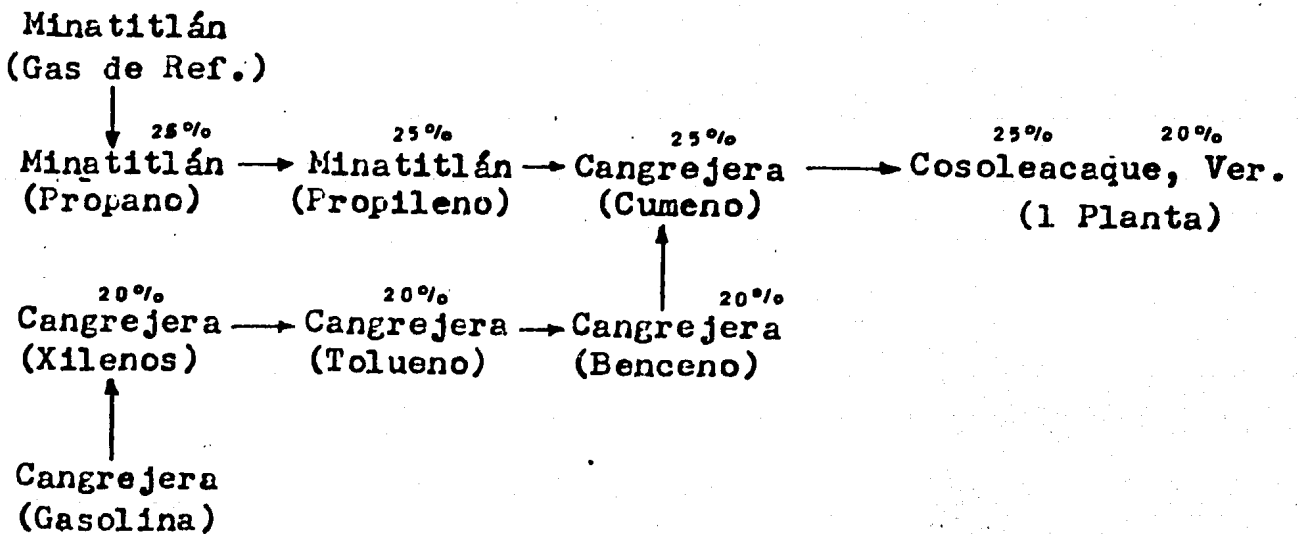 Minatitlán
(Gas de Ref.)
25% 25% 25% 25% 20%
Minatitlán Minatitlán Cangrejera Cosoleacaque, Ver.
(Propano) (Propileno) (Cumeno) (1 Planta)
20% 20% 20%
Cangrejera Cangrejera Cangrejera
(Xilenos) (Tolueno) (Benceno)
Cangrejera
(Gasolina)